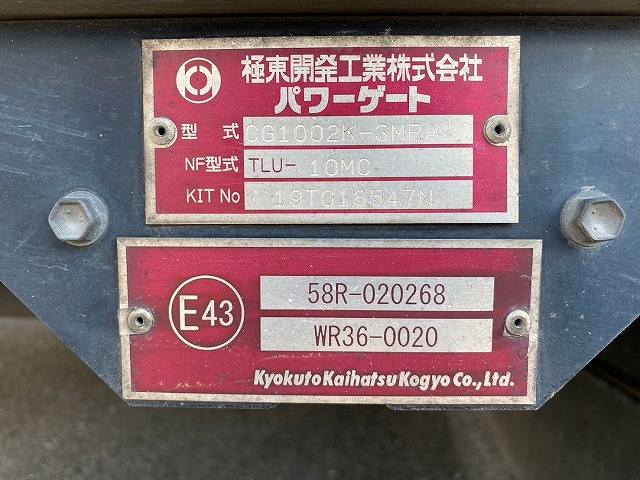 極東開発工業株式会社
パワーゲート
型式 CG1002K-3MRA
NF型式 TLU- 10MC
KIT No 19TC18547N
E43
58R-020268
WR36-0020
Kyokuto Kaihatsu Kogyo Co., Ltd.